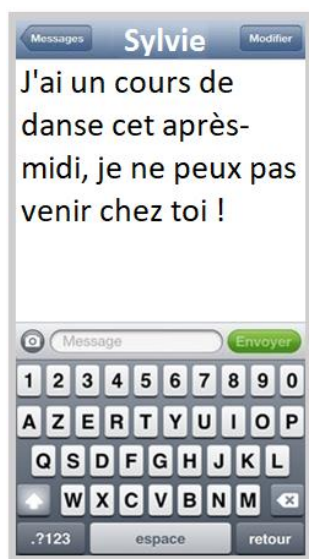 Messages Sylvie Modifier
J'ai un cours de
danse cet après-
midi, je ne peux pas
venir chez toi !
Message Envoyer
1 2 3 4 5 6 7 8 9 0
A Z E R T Y U I O P
Q S D F G H J K L
W X C V B N M
.?123 espace retour